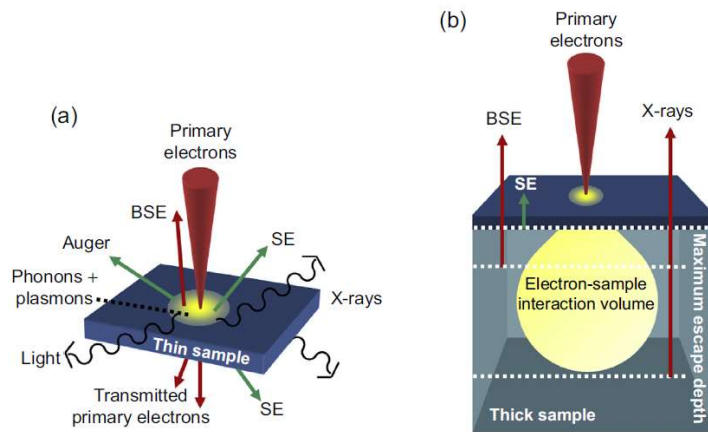 (a)
Primary
electrons
BSE
SE
Auger
Phonons +
plasmons
X-rays
Light
Thin sample
Transmitted
primary electrons
SE
(b)
Primary
electrons
BSE
X-rays
SE
Electron-sample
interaction volume
Maximum escape depth
Thick sample